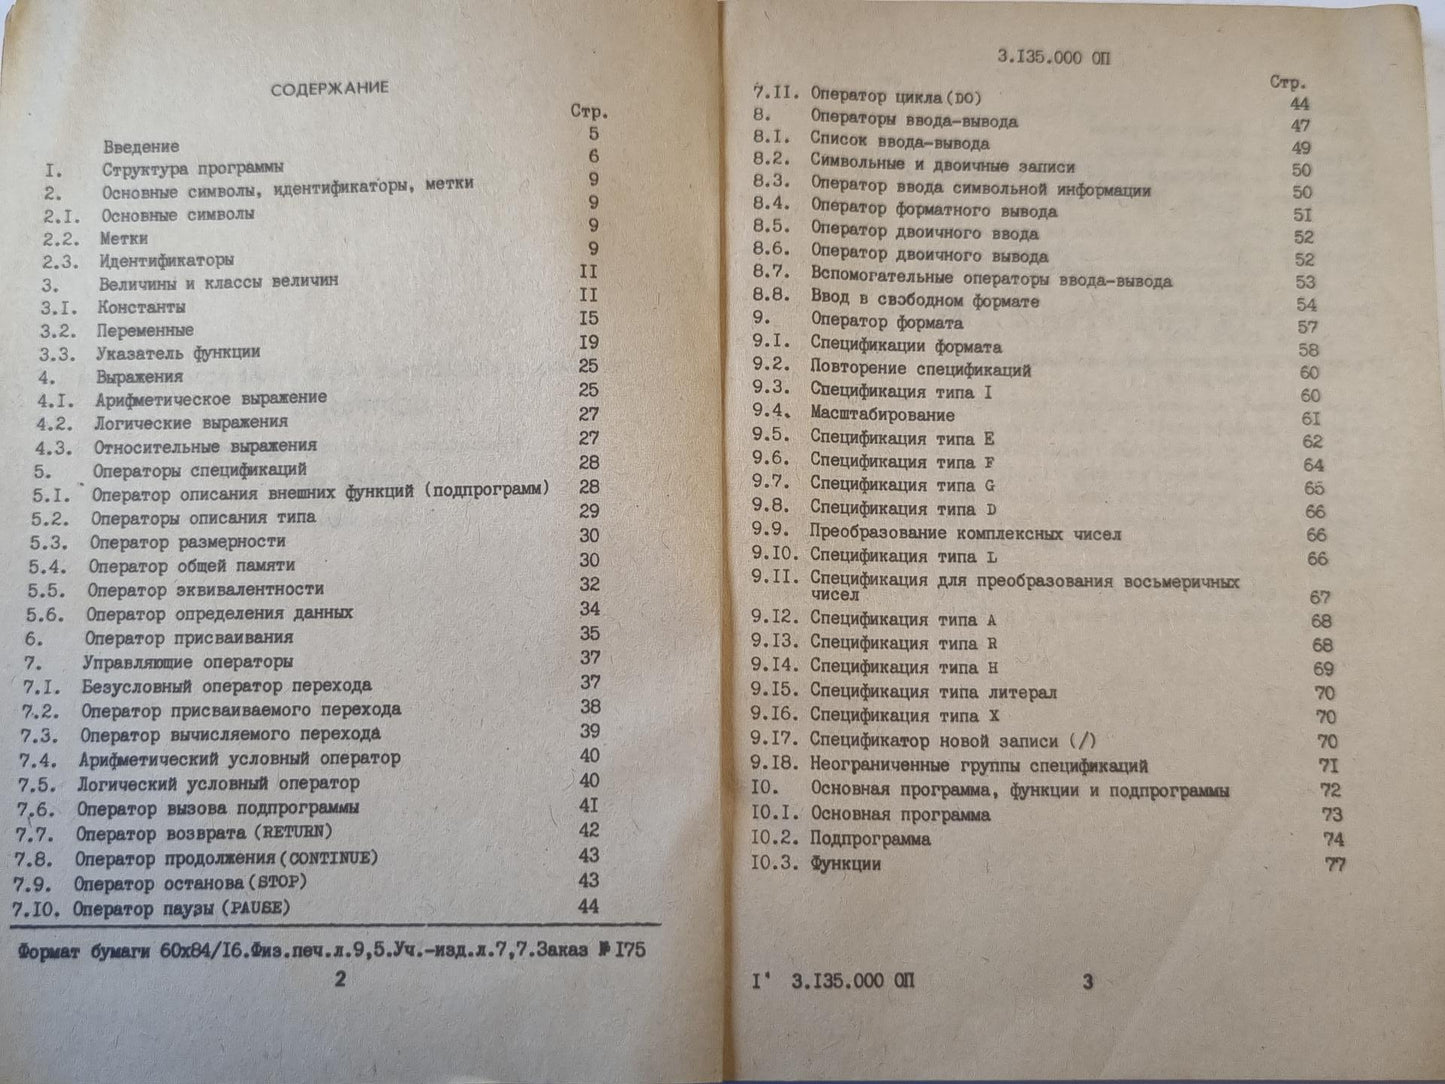 СОДЕРЖАНИЕ
Стр.
Введение 5
I. Структура программы 6
2. Основные символы, идентификаторы, метки 9
2.I. Основные символы 9
2.2. Метки 9
2.3. Идентификаторы 9
3. Величины и классы величин II
3.I. Константы II
3.2. Переменные I5
3.3. Указатель функции I9
4. Выражения 25
4.I. Арифметическое выражение 25
4.2. Логические выражения 27
4.3. Относительные выражения 27
5. Операторы спецификаций 28
5.I. Оператор описания внешних функций (подпрограмм) 28
5.2. Операторы описания типа 29
5.3. Оператор размерности 30
5.4. Оператор общей памяти 30
5.5. Оператор эквивалентности 32
5.6. Оператор определения данных 34
6. Оператор присваивания 35
7. Управляющие операторы 37
7.I. Безусловный оператор перехода 37
7.2. Оператор присваиваемого перехода 38
7.3. Оператор вычисляемого перехода 39
7.4. Арифметический условный оператор 40
7.5. Логический условный оператор 40
7.6. Оператор вызова подпрограммы 4I
7.7. Оператор возврата (RETURN) 42
7.8. Оператор продолжения (CONTINUE) 43
7.9. Оператор останова (STOP) 43
7.I0. Оператор паузы (PAUSE) 44
Формат бумаги 60х84/I6.Физ.печ.л.9,5.Уч.-изд.л.7,7.Заказ № I75
2
3.I35.000 ОП
Стр.
7.II. Оператор цикла (DO) 44
8. Операторы ввода-вывода 47
8.I. Список ввода-вывода 49
8.2. Символьные и двоичные записи 50
8.3. Оператор ввода символьной информации 50
8.4. Оператор форматного вывода 5I
8.5. Оператор двоичного ввода 52
8.6. Оператор двоичного вывода 52
8.7. Вспомогательные операторы ввода-вывода 53
8.8. Ввод в свободном формате 54
9. Оператор формата 57
9.I. Спецификации формата 58
9.2. Повторение спецификаций 60
9.3. Спецификация типа I 60
9.4. Масштабирование 6I
9.5. Спецификация типа E 62
9.6. Спецификация типа F 64
9.7. Спецификация типа G 65
9.8. Спецификация типа D 66
9.9. Преобразование комплексных чисел 66
9.I0. Спецификация типа L 66
9.II. Спецификация для преобразования восьмеричных
чисел 67
9.I2. Спецификация типа A 68
9.I3. Спецификация типа R 68
9.I4. Спецификация типа H 69
9.I5. Спецификация типа литерал 70
9.I6. Спецификация типа X 70
9.I7. Спецификатор новой записи (/) 70
9.I8. Неограниченные группы спецификаций 7I
I0. Основная программа, функции и подпрограммы 72
I0.I. Основная программа 73
I0.2. Подпрограмма 74
I0.3. Функции 77
I* 3.I35.000 ОП 3